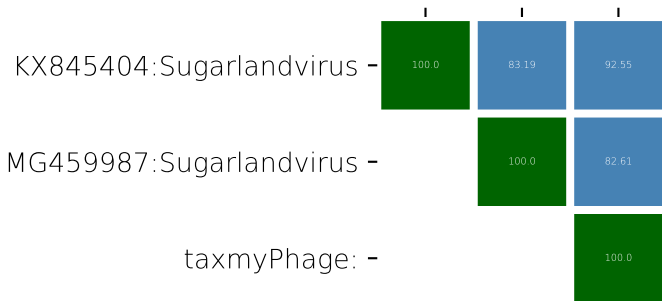 KX845404:Sugarlandvirus 100.0 83.19 92.55
MG459987:Sugarlandvirus 100.0 82.61
taxmyPhage: 100.0